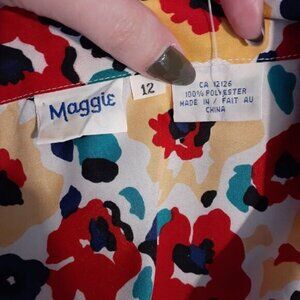 Maggie
12
CA 12126
100% POLYESTER
MADE IN / FAIT AU
CHINA